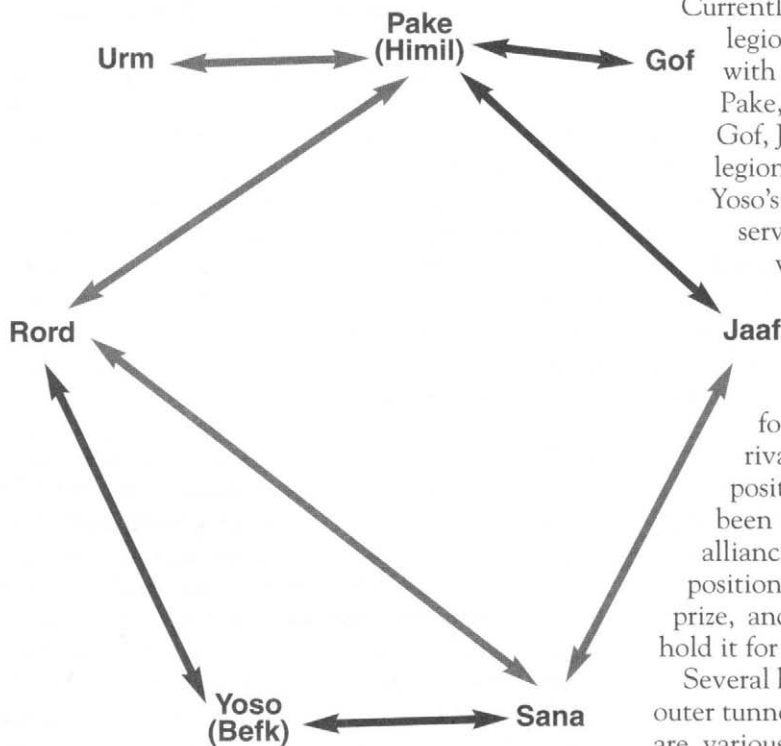 Pake
(Himil)
Urm
Gof
Rord
Jaaf
Yoso
(Befk)
Sana
Currentl
legio
with
Pake,
Gof, J
legion
Yoso's
serv
fo
riva
posit
been
allianc
position
prize, and
hold it for
Several
outer tunne
are various